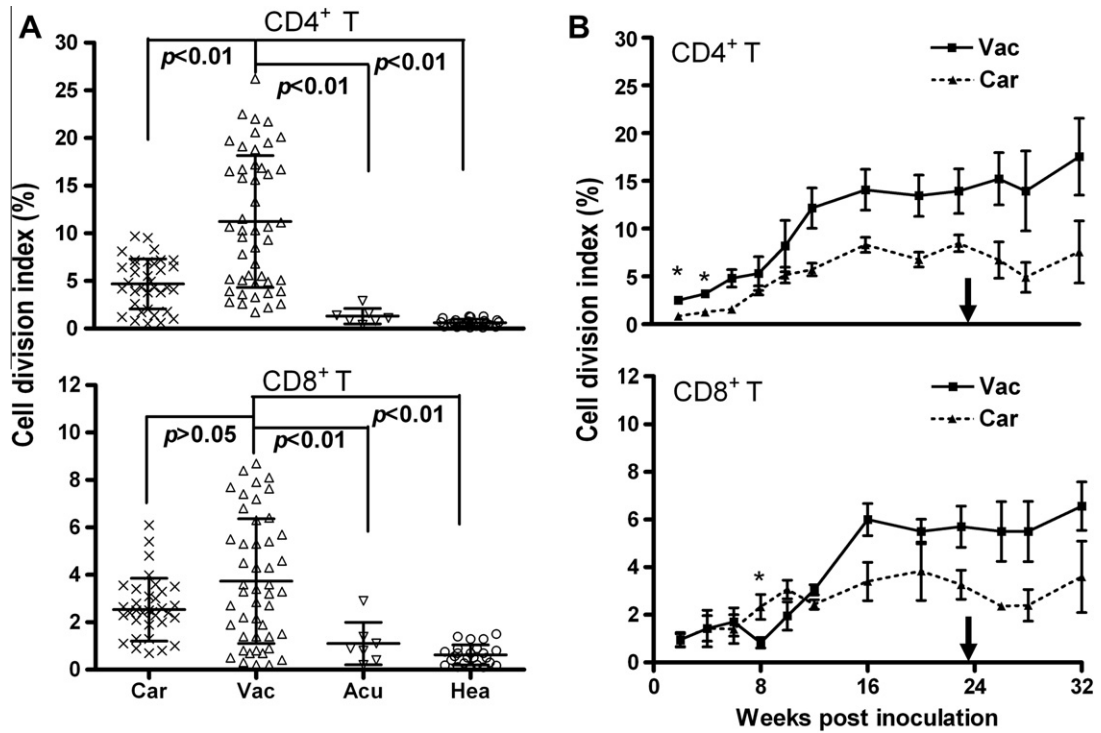 A
CD4+ T
30
25
20
15
10
5
0
p<0.01
p<0.01
p<0.01
CD8+ T
12
10
8
6
4
2
0
p>0.05
p<0.01
p<0.01
Cell division index (%)
Car Vac Acu Hea
B
CD4+ T
30
25
20
15
10
5
0
Vac
Car
* *
CD8+ T
12
10
8
6
4
2
0
Vac
Car
*
Cell division index (%)
0 8 16 24 32
Weeks post inoculation